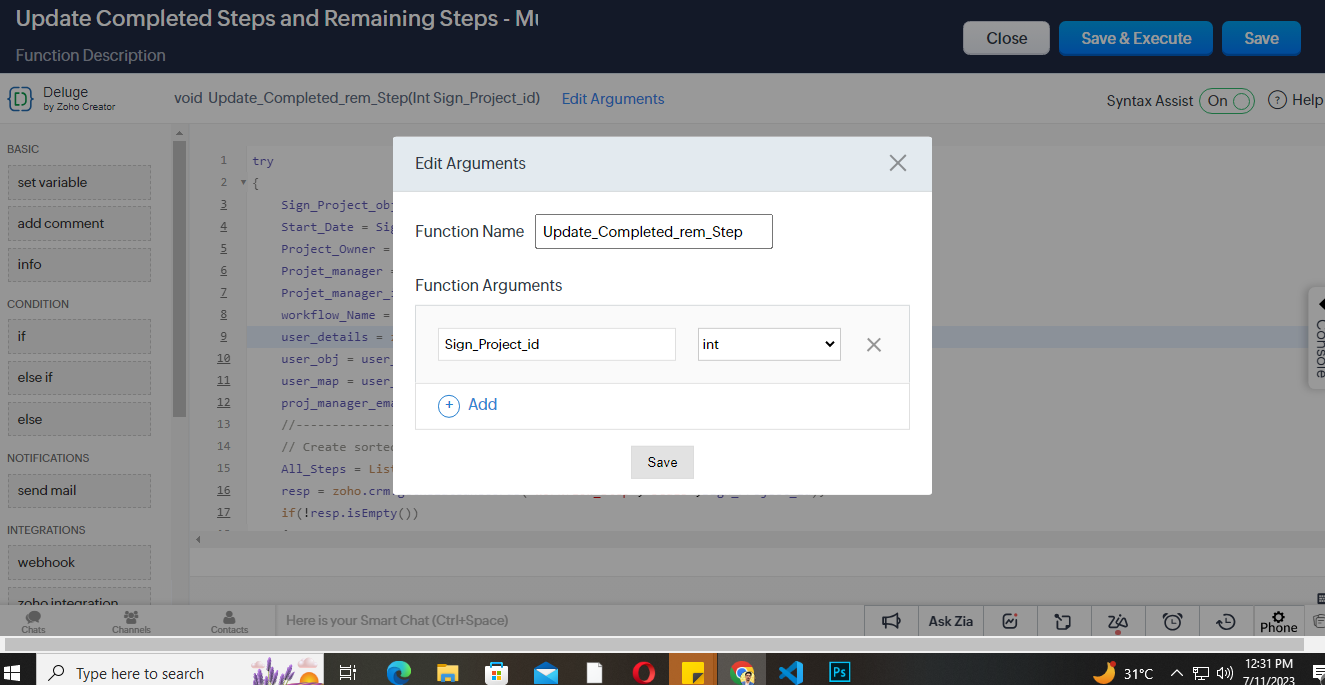 Update Completed Steps and Remaining Steps - Mu
Function Description
Close
Save & Execute
Save
Deluge
by Zoho Creator
void Update_Completed_rem_Step(Int Sign_Project_id)
Edit Arguments
Syntax Assist
On
? Help
BASIC
set variable
add comment
info
CONDITION
if
else if
else
NOTIFICATIONS
send mail
INTEGRATIONS
webhook
zoho integration
1 try
2 {
3 Sign_Project_obj
4 Start_Date = Sig
5 Project_Owner =
6 Projet_manager
7 Projet_manager_
8 workflow_Name =
9 user_details =
10 user_obj = user_
11 user_map = user_
12 proj_manager_ema
13 //--------------
14 // Create sorted
15 All_Steps = List
16 resp = zoho.crm.
17 if(!resp.isEmpty())
Edit Arguments
Function Name
Update_Completed_rem_Step
Function Arguments
Sign_Project_id
int
+ Add
Save
Console
Chats
Channels
Contacts
Here is your Smart Chat (Ctrl+Space)
Ask Zia
Phone
Type here to search
Ps
31°C
12:31 PM
7/11/2023